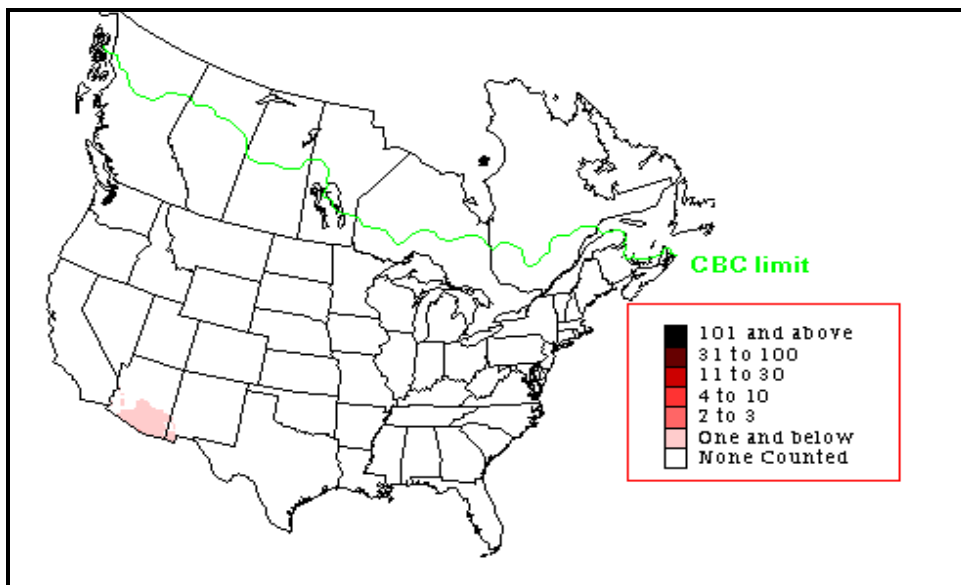 CBC limit
101 and above
31 to 100
11 to 30
4 to 10
2 to 3
One and below
None Counted